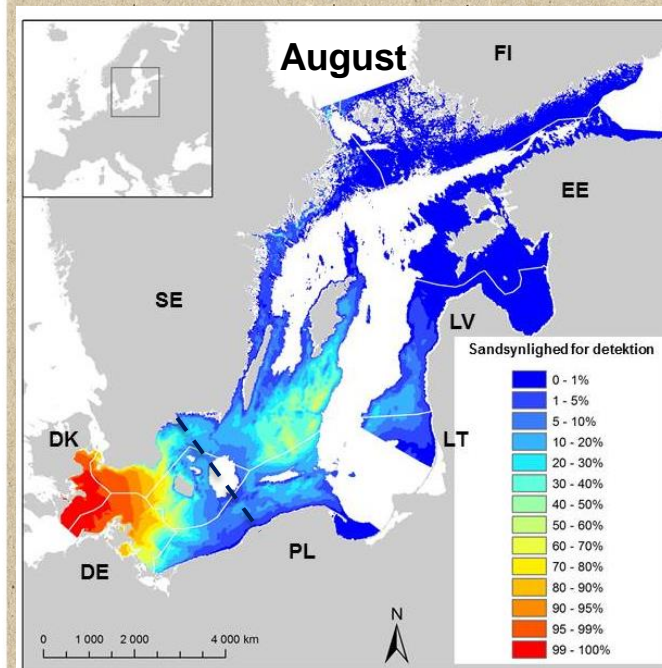 August
FI
EE
SE
LV
Sandsynlighed for detektion
0 - 1%
1 - 5%
5 - 10%
10 - 20%
20 - 30%
30 - 40%
40 - 50%
50 - 60%
60 - 70%
70 - 80%
80 - 90%
90 - 95%
95 - 99%
99 - 100%
LT
DK
DE
PL
N
0 1 000 2 000 4 000 km